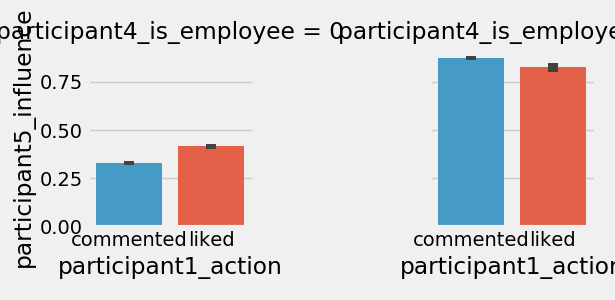 participant4_is_employee = 0
participant4_is_employe
participant5_influence
0.75
0.50
0.25
0.00
commented liked
commented liked
participant1_action
participant1_action